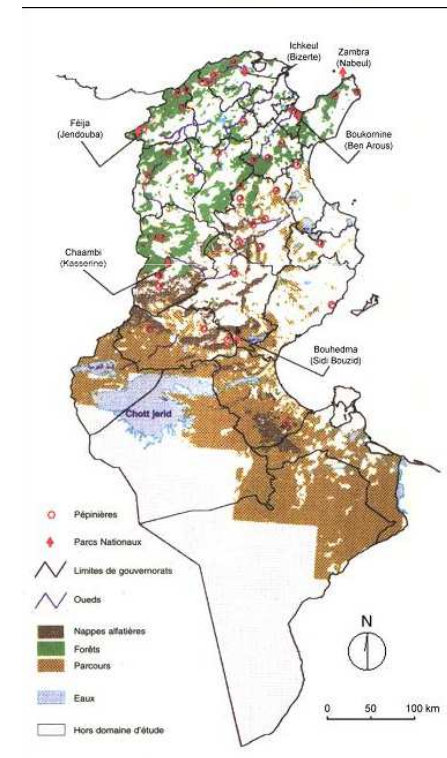 Ichkeul
(Bizerte)
Zambra
(Nabeul)
Fèija
(Jendouba)
Boukornine
(Ben Arous)
Chaambi
(Kasserine)
Bouhedma
(Sidi Bouzid)
Chott jerid
Pépinières
Parcs Nationaux
Limites de gouvernorats
Oueds
Nappes alfatières
Forêts
Parcours
Eaux
Hors domaine d'étude
N
0 50 100 km